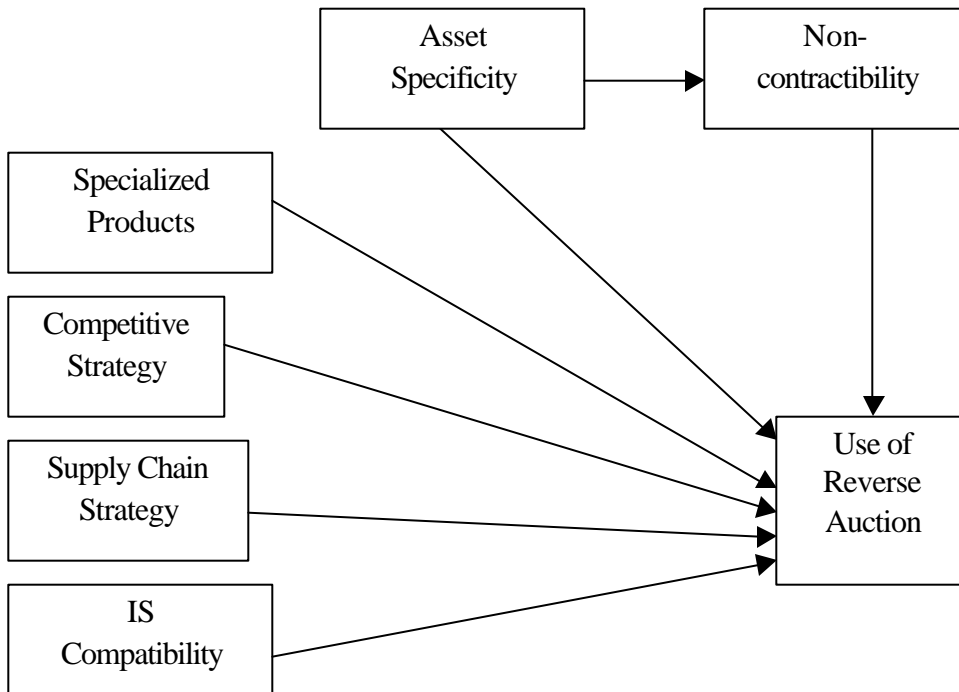 Asset
Specificity
Non-
contractibility
Specialized
Products
Competitive
Strategy
Supply Chain
Strategy
IS
Compatibility
Use of
Reverse
Auction